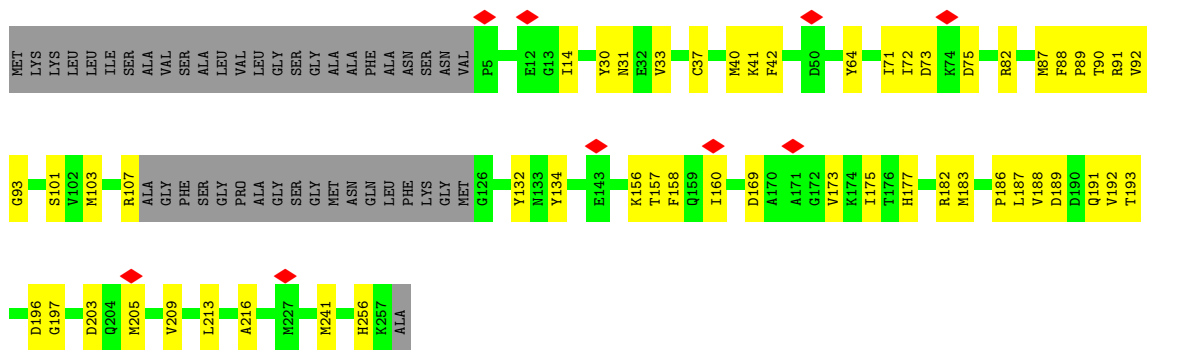 MET LYS LYS LEU LEU ILE SER ALA VAL SER ALA LEU VAL LEU GLY SER GLY ALA ALA PHE ALA ASN SER ASN VAL P5 E12 G13 I14 Y30 N31 E32 V33 C37 M40 K41 F42 D50 Y64 I71 I72 D73 K74 D75 R82 M87 F88 P89 T90 R91 V92
G93 S101 V102 M103 R107 ALA GLY PHE SER GLY PRO ALA GLY SER GLY MET ASN GLN LEU PHE LYS GLY MET G126 Y132 N133 Y134 E143 K156 T157 F158 Q159 I160 D169 A170 A171 G172 V173 K174 I175 T176 H177 R182 M183 P186 L187 V188 D189 D190 Q191 V192 T193
D196 G197 D203 Q204 M205 V209 L213 A216 M227 M241 H256 K257 ALA